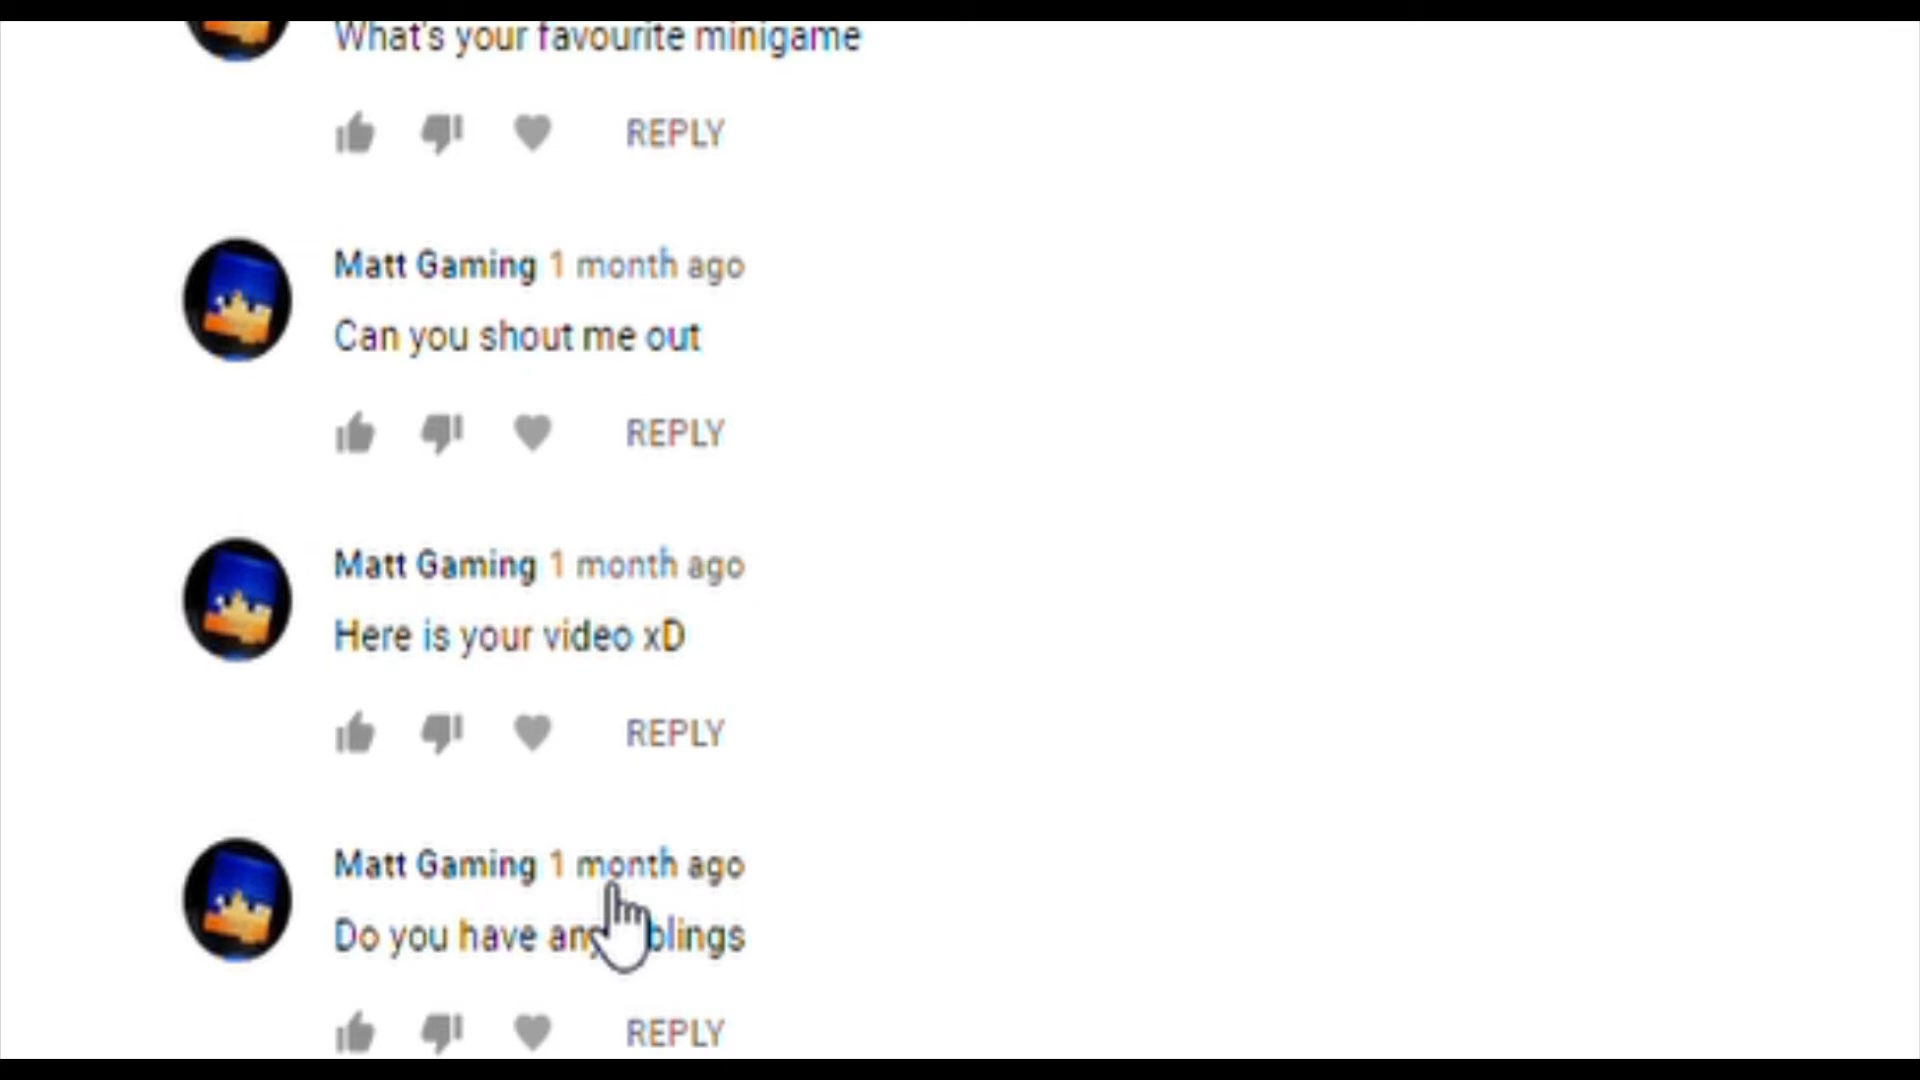 What's your favourite minigame
REPLY
Matt Gaming 1 month ago
Can you shout me out
REPLY
Matt Gaming 1 month ago
Here is your video xD
REPLY
Matt Gaming 1 month ago
Do you have any
REPLY